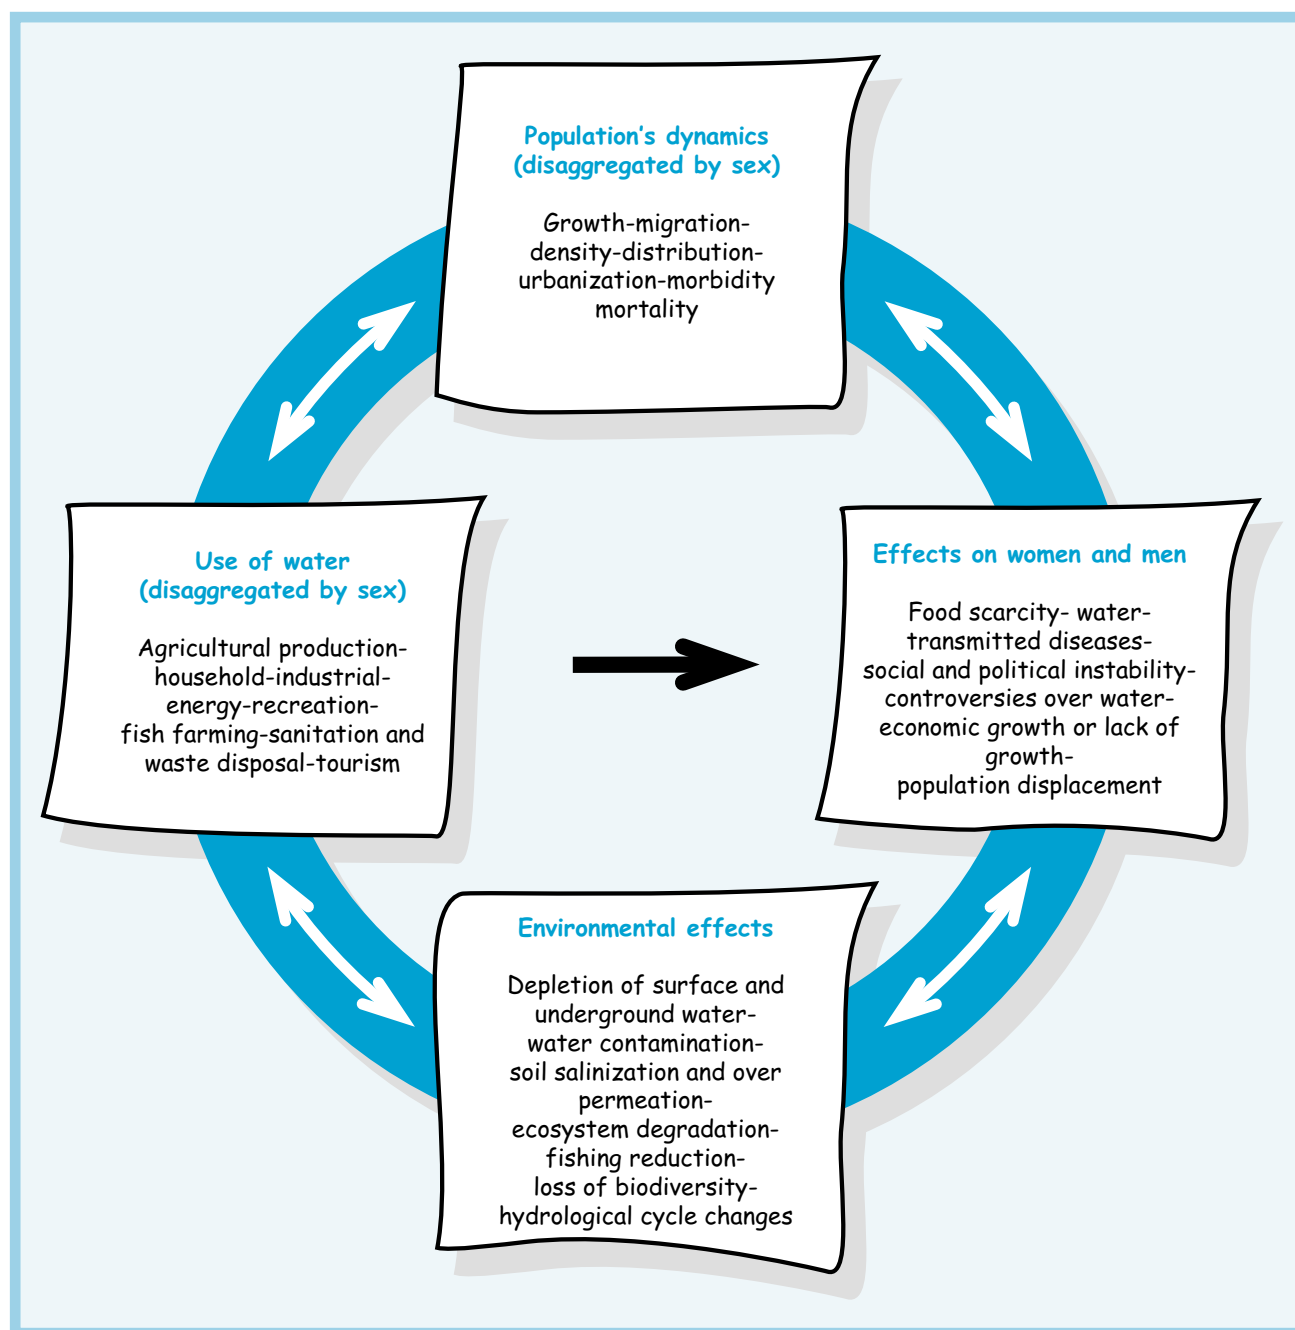 Population's dynamics
(disaggregated by sex)
Growth-migration-
density-distribution-
urbanization-morbidity
mortality
Use of water
(disaggregated by sex)
Agricultural production-
household-industrial-
energy-recreation-
fish farming-sanitation and
waste disposal-tourism
Effects on women and men
Food scarcity- water-
transmitted diseases-
social and political instability-
controversies over water-
economic growth or lack of
growth-
population displacement
Environmental effects
Depletion of surface and
underground water-
water contamination-
soil salinization and over
permeation-
ecosystem degradation-
fishing reduction-
loss of biodiversity-
hydrological cycle changes